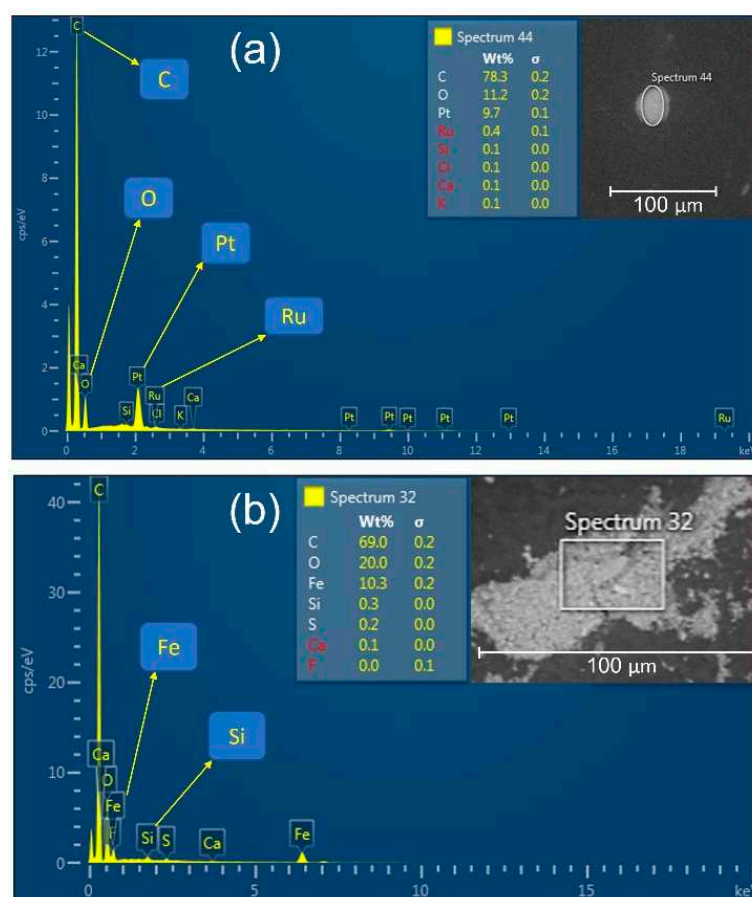 (a)
Spectrum 44
Wt% σ
C 78.3 0.2
O 11.2 0.2
Pt 9.7 0.1
Ru 0.4 0.1
Si 0.1 0.0
Cl 0.1 0.0
Ca 0.1 0.0
K 0.1 0.0
Spectrum 44
100 µm
C
C
O
Pt
Ru
cps/eV
12
10
8
6
4
2
0
Ca
O
Si
Pt
Ru
Cl
K
Ca
Pt
Pt
Pt
Pt
Pt
Ru
0 2 4 6 8 10 12 14 16 18 keV
(b)
Spectrum 32
Wt% σ
C 69.0 0.2
O 20.0 0.2
Fe 10.3 0.2
Si 0.3 0.0
S 0.2 0.0
Ca 0.1 0.0
F 0.0 0.1
Spectrum 32
100 µm
C
Fe
Si
cps/eV
40
30
20
10
0
Ca
O
Fe
F
Si
S
Ca
Fe
0 5 10 15 keV